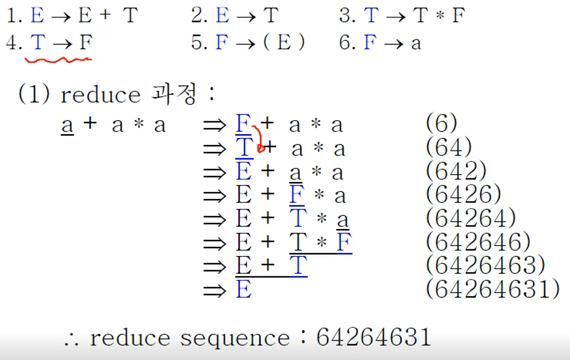 1. E → E + T 2. E → T 3. T → T * F
4. T → F 5. F → ( E ) 6. F → a
(1) reduce 과정 :
a + a * a ⇒ F + a * a (6)
⇒ T + a * a (64)
⇒ E + a * a (642)
⇒ E + F * a (6426)
⇒ E + T * a (64264)
⇒ E + T * F (642646)
⇒ E + T (6426463)
⇒ E (64264631)
∴ reduce sequence : 64264631